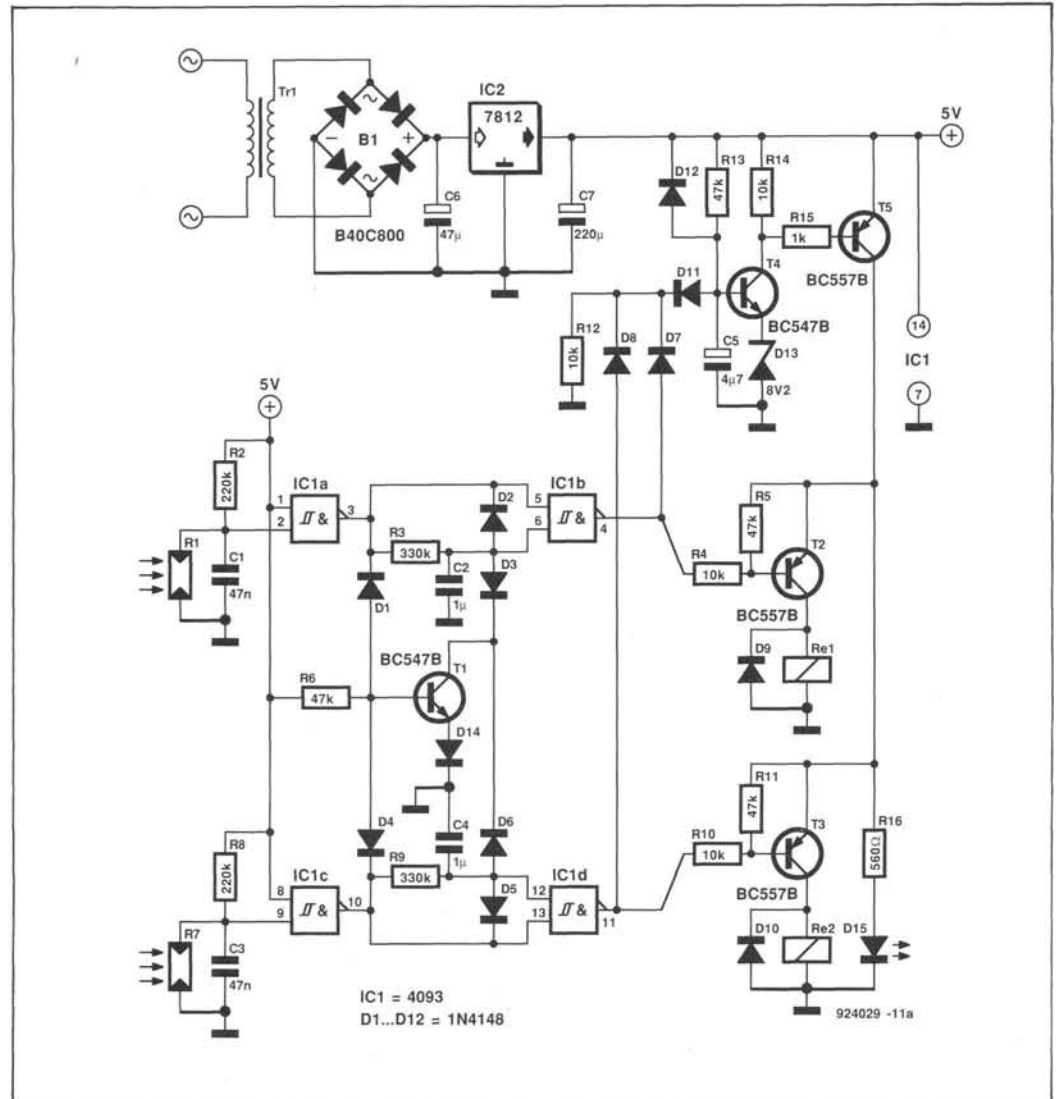 Tr1
B1
B40C800
C6
47µ
IC2
7812
C7
220µ
5V
D12
R13
47k
R14
10k
R15
1k
T5
BC557B
T4
BC547B
D11
D13
8V2
C5
4µ7
R12
10k
D8
D7
14
IC1
7
5V
R2
220k
R1
C1
47n
IC1a
1
2
3
R3
330k
D1
C2
1µ
D2
D3
IC1b
5
6
4
&
&
R4
10k
R5
47k
T2
BC557B
D9
Re1
R6
47k
BC547B
T1
D14
D4
C4
1µ
D6
R9
330k
D5
R8
220k
R7
C3
47n
IC1c
8
9
10
&
IC1d
12
13
11
&
R10
10k
R11
47k
T3
BC557B
D10
Re2
R16
560Ω
D15
IC1 = 4093
D1...D12 = 1N4148
924029 -11a